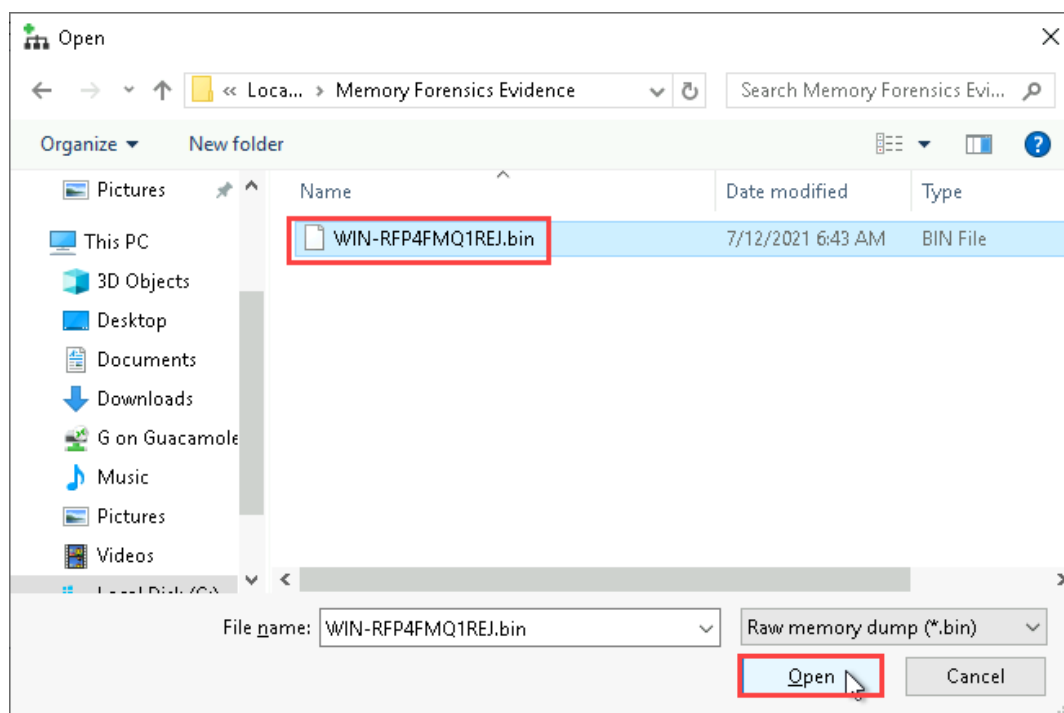 Open
« Loca... › Memory Forensics Evidence
Search Memory Forensics Evi...
Organize
New folder
Name
Date modified
Type
Pictures
This PC
3D Objects
Desktop
Documents
Downloads
G on Guacamole
Music
Pictures
Videos
Local Disk (C:)
WIN-RFP4FMQ1REJ.bin
7/12/2021 6:43 AM
BIN File
File name:
WIN-RFP4FMQ1REJ.bin
Raw memory dump (*.bin)
Open
Cancel